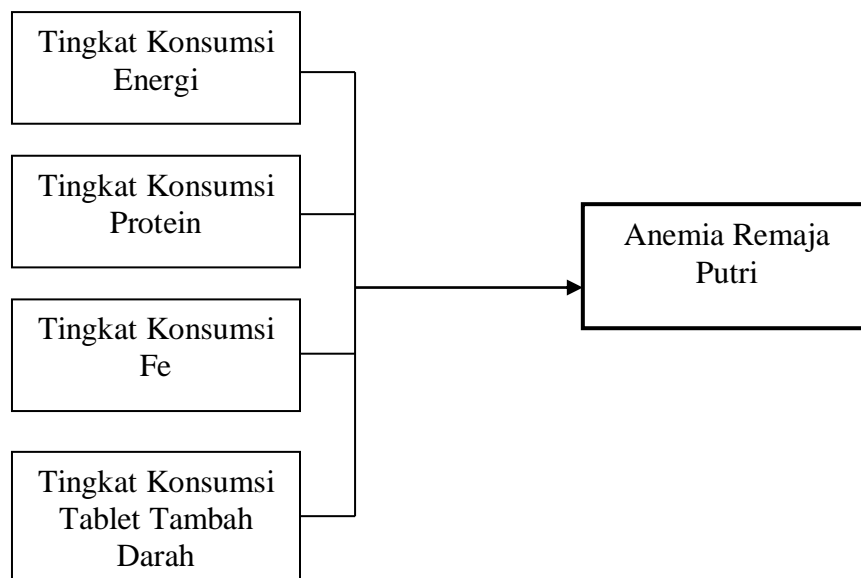 Tingkat Konsumsi
Energi
Tingkat Konsumsi
Protein
Anemia Remaja
Putri
Tingkat Konsumsi
Fe
Tingkat Konsumsi
Tablet Tambah
Darah